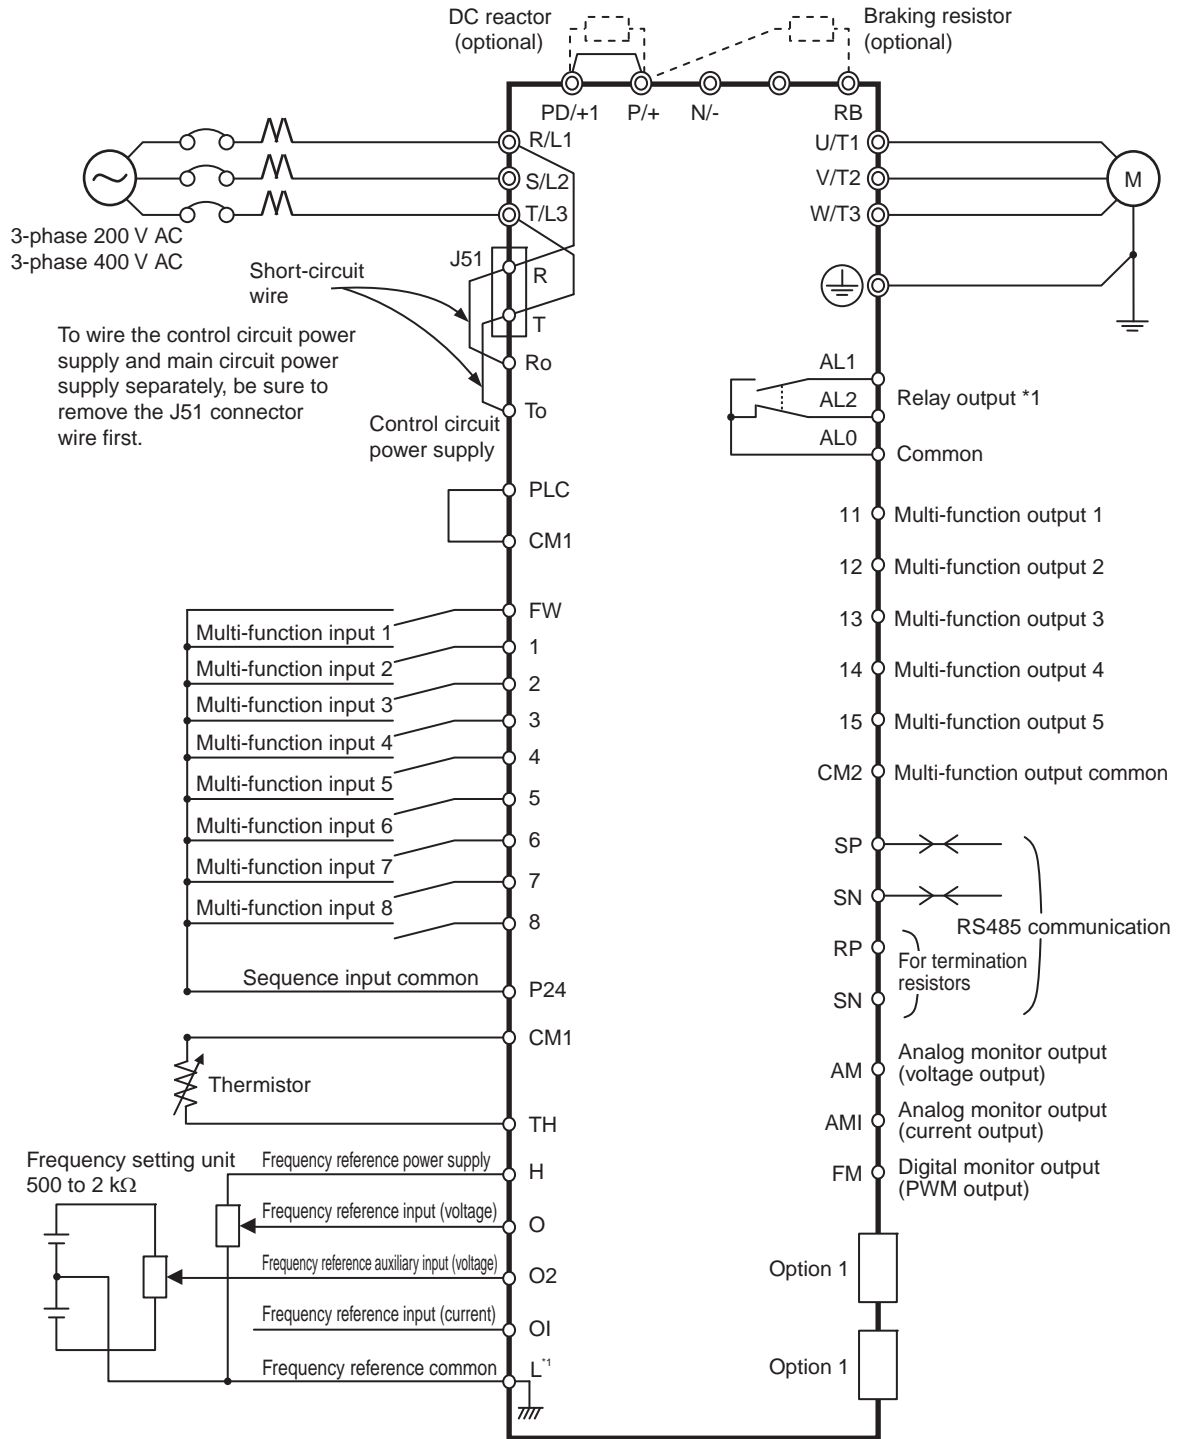 DC reactor
(optional)
Braking resistor
(optional)
PD/+1
P/+
N/-
RB
R/L1
S/L2
T/L3
U/T1
V/T2
W/T3
M
3-phase 200 V AC
3-phase 400 V AC
J51
R
T
Short-circuit
wire
To wire the control circuit power
supply and main circuit power
supply separately, be sure to
remove the J51 connector
wire first.
Ro
To
Control circuit
power supply
AL1
AL2
AL0
Relay output *1
Common
PLC
CM1
11 Multi-function output 1
12 Multi-function output 2
13 Multi-function output 3
14 Multi-function output 4
15 Multi-function output 5
CM2 Multi-function output common
FW
Multi-function input 1
1
Multi-function input 2
2
Multi-function input 3
3
Multi-function input 4
4
Multi-function input 5
5
Multi-function input 6
6
Multi-function input 7
7
Multi-function input 8
8
Sequence input common
P24
SP
SN
RS485 communication
RP
For termination
resistors
SN
CM1
Thermistor
TH
AM
Analog monitor output
(voltage output)
AMI
Analog monitor output
(current output)
FM
Digital monitor output
(PWM output)
Frequency setting unit
500 to 2 kΩ
Frequency reference power supply
H
Frequency reference input (voltage)
O
Frequency reference auxiliary input (voltage)
O2
Frequency reference input (current)
OI
Frequency reference common
L*1
Option 1
Option 1